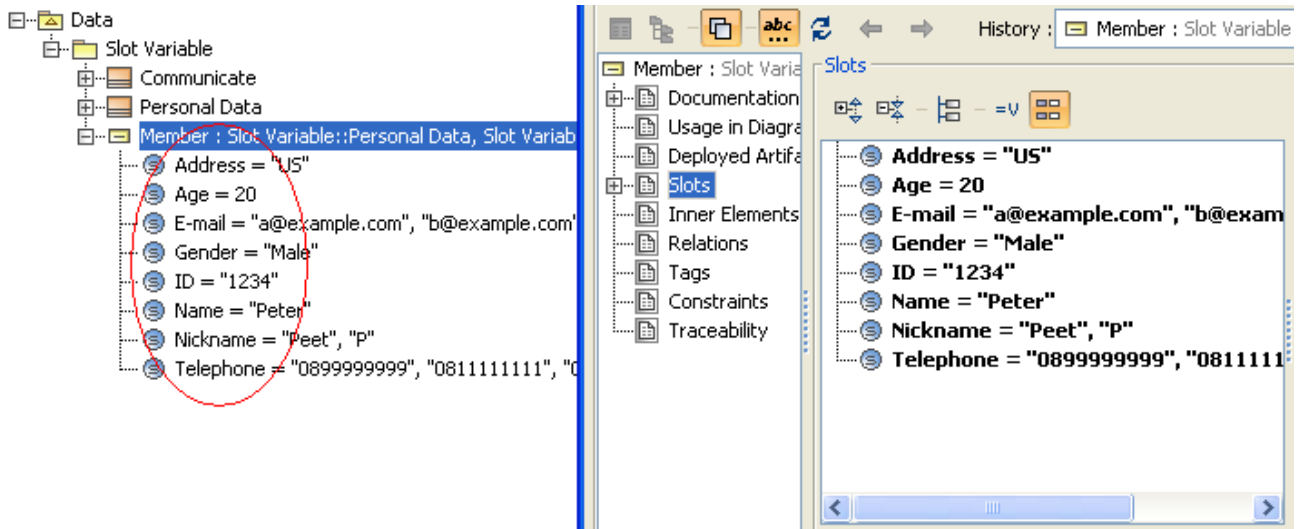 Data
Slot Variable
Communicate
Personal Data
Member : Slot Variable::Personal Data, Slot Variab
Address = "US"
Age = 20
E-mail = "a@example.com", "b@example.com"
Gender = "Male"
ID = "1234"
Name = "Peter"
Nickname = "Peet", "P"
Telephone = "0899999999", "0811111111", "0
abc
History : Member : Slot Variable
Member : Slot Varia
Documentation
Usage in Diagra
Deployed Artifa
Slots
Inner Elements
Relations
Tags
Constraints
Traceability
Slots
=v
Address = "US"
Age = 20
E-mail = "a@example.com", "b@exam
Gender = "Male"
ID = "1234"
Name = "Peter"
Nickname = "Peet", "P"
Telephone = "0899999999", "0811111